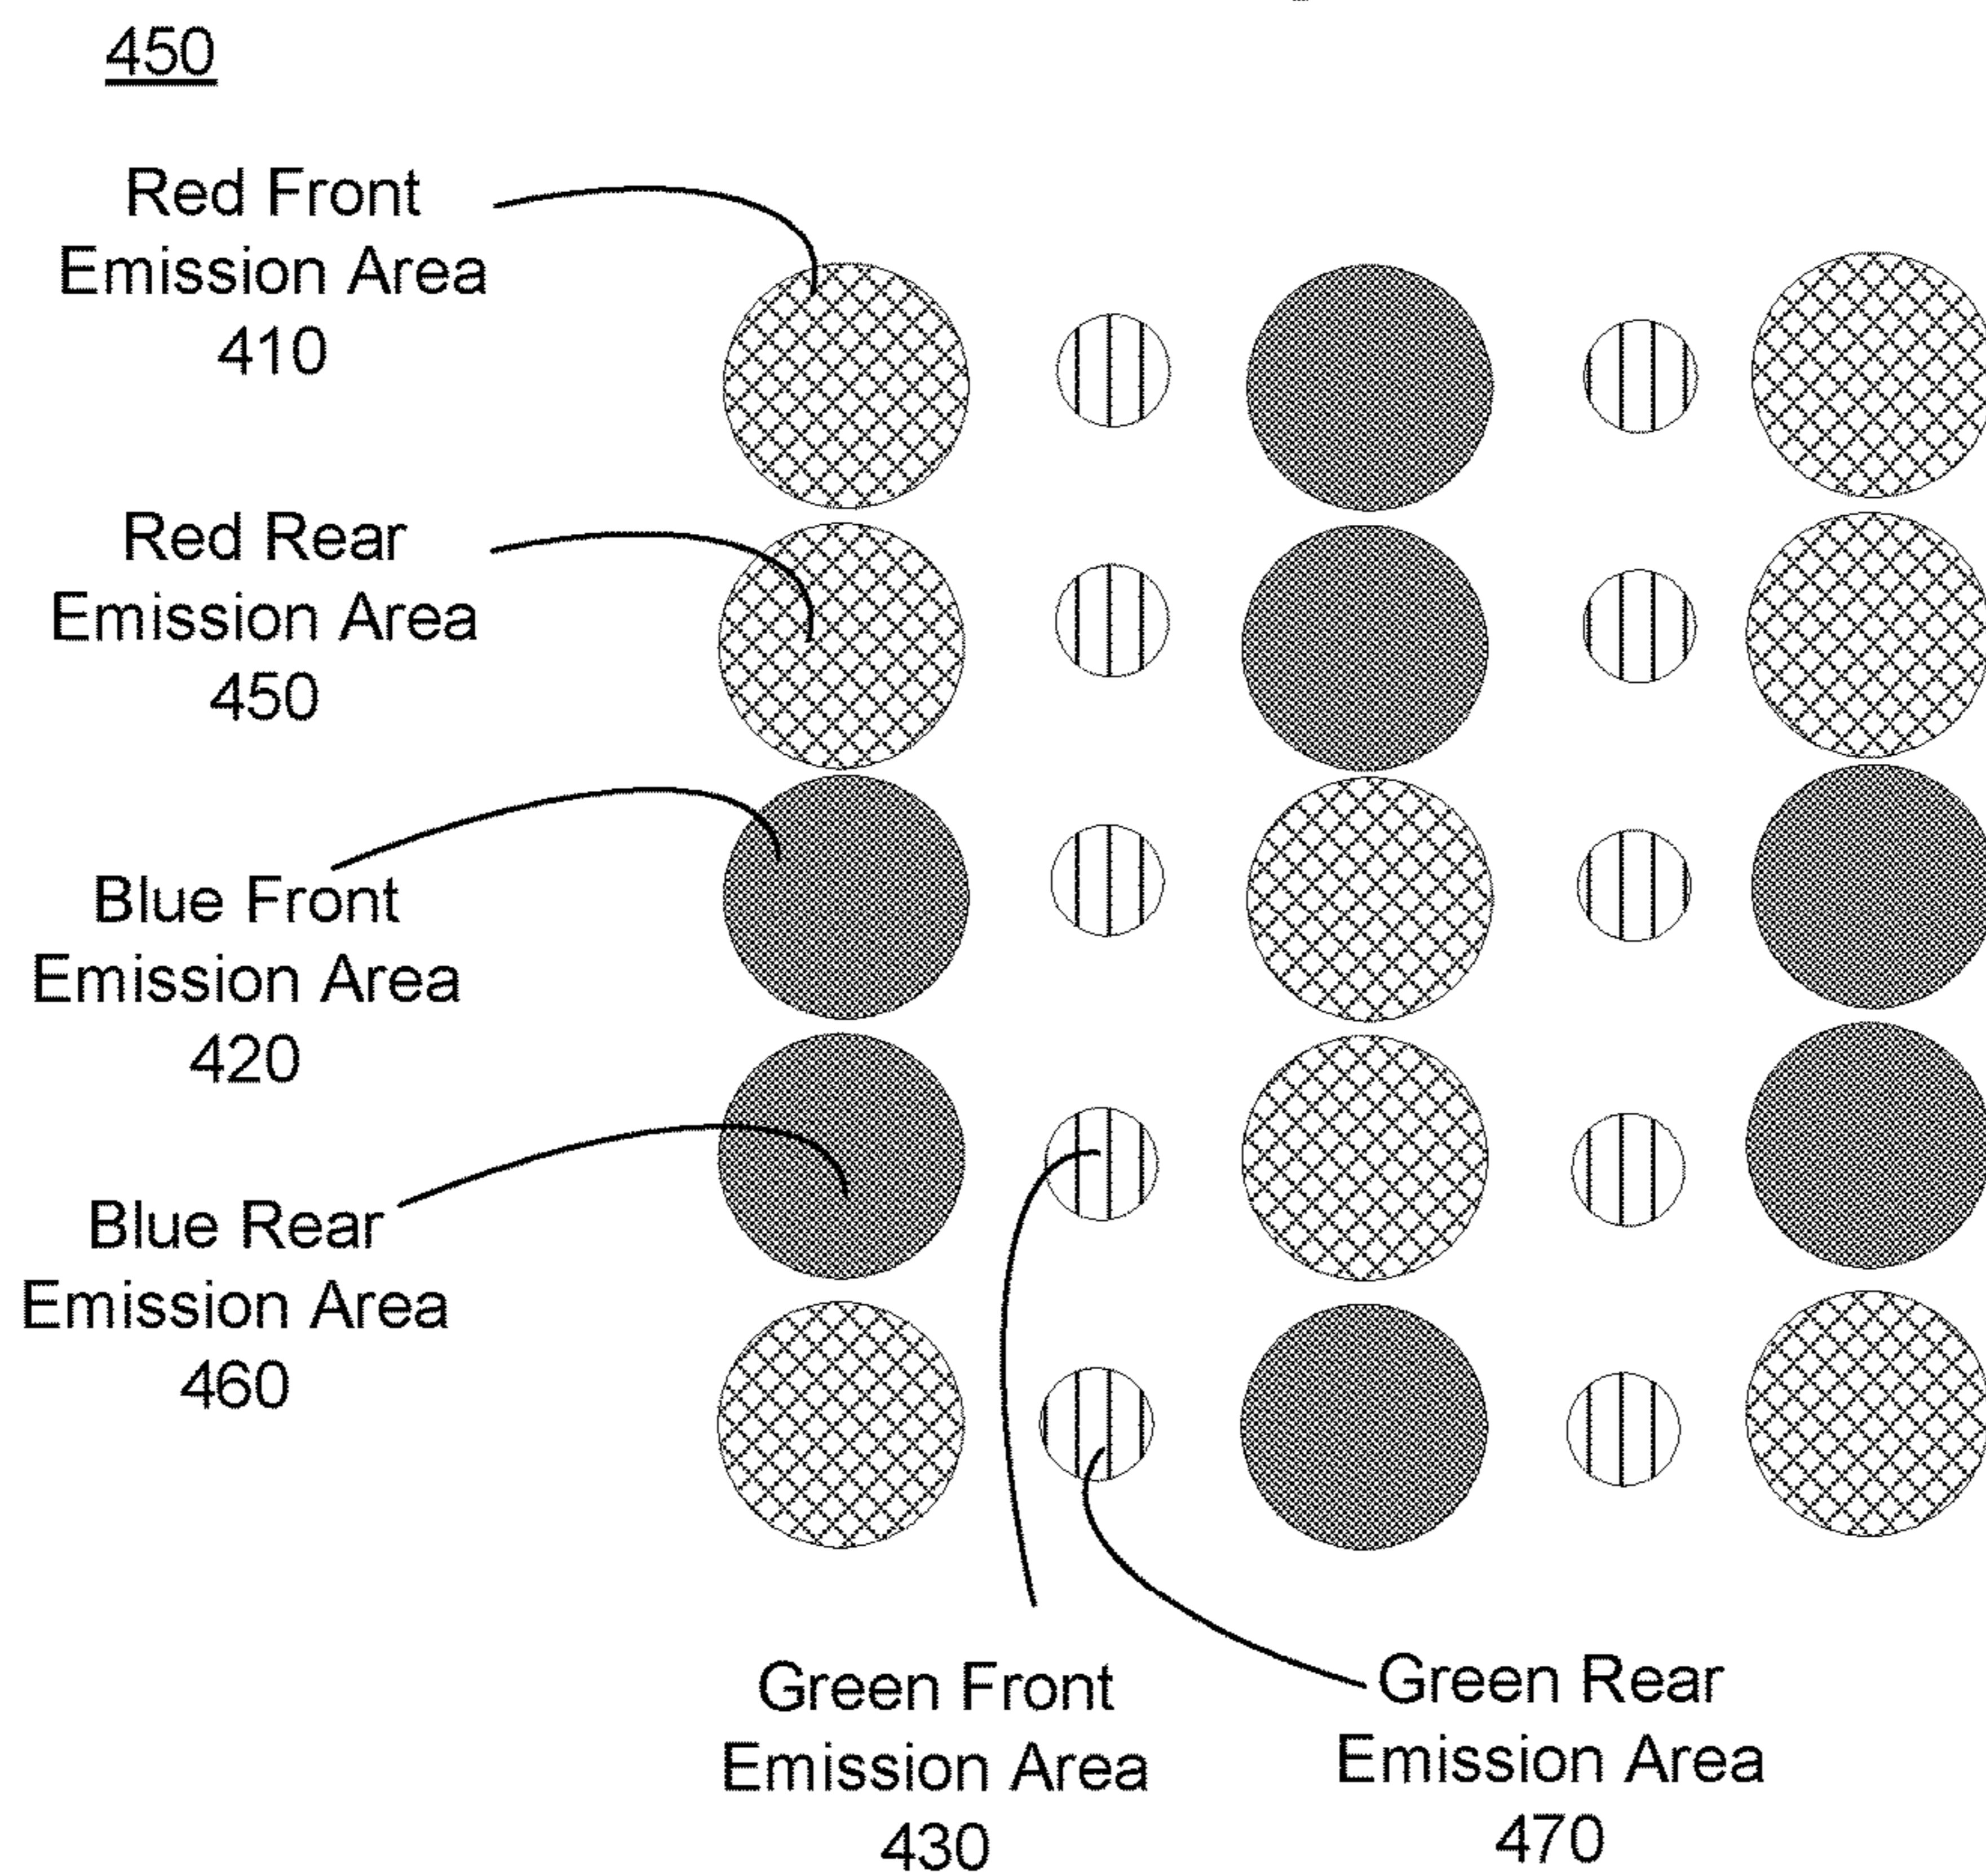 450
Red Front
Emission Area
410
Red Rear
Emission Area
450
Blue Front
Emission Area
420
Blue Rear
Emission Area
460
Green Front
Emission Area
430
Green Rear
Emission Area
470